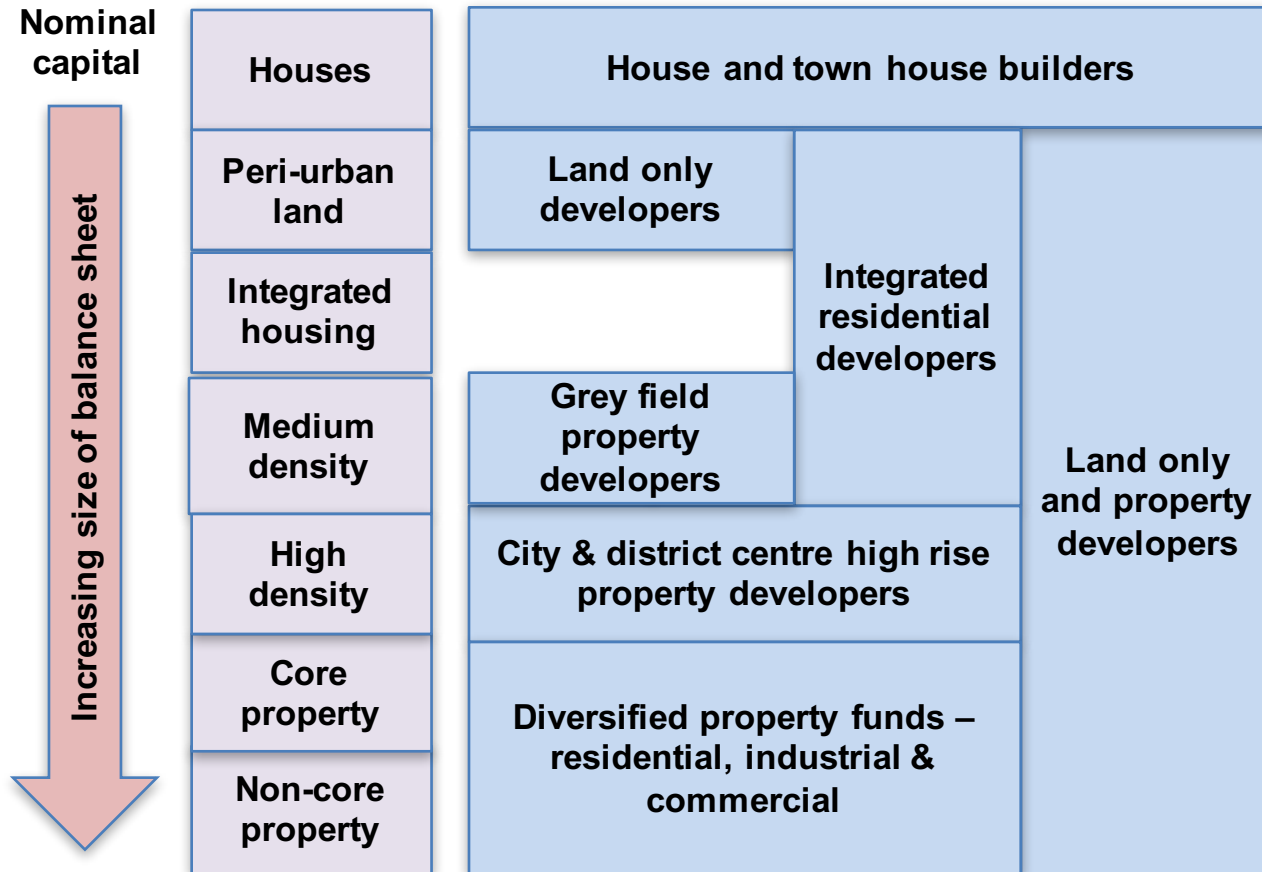 Nominal
capital
Increasing size of balance sheet
Houses
House and town house builders
Peri-urban
land
Land only
developers
Integrated
housing
Integrated
residential
developers
Medium
density
Grey field
property
developers
Land only
and property
developers
High
density
City & district centre high rise
property developers
Core
property
Diversified property funds –
residential, industrial &
commercial
Non-core
property